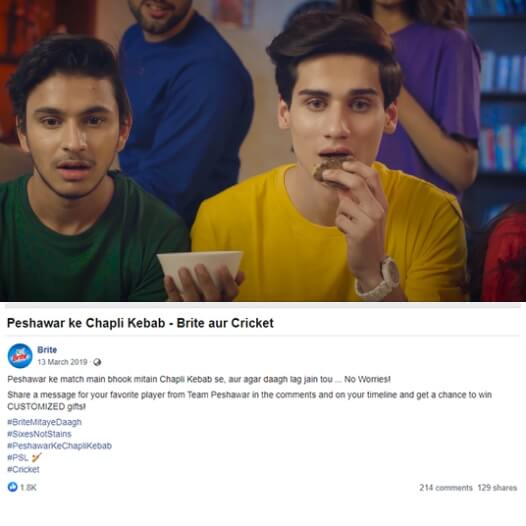 Peshawar ke Chapli Kebab - Brite aur Cricket
Brite
Brite
13 March 2019 ·
Peshawar ke match main bhook mitain Chapli Kebab se, aur agar daagh lag jain tou ... No Worries!
Share a message for your favorite player from Team Peshawar in the comments and on your timeline and get a chance to win
CUSTOMIZED gifts!
#BriteMitayeDaagh
#SixesNotStains
#PeshawarKeChapliKebab
#PSL 🏏
#Cricket
1.8K
214 comments 129 shares